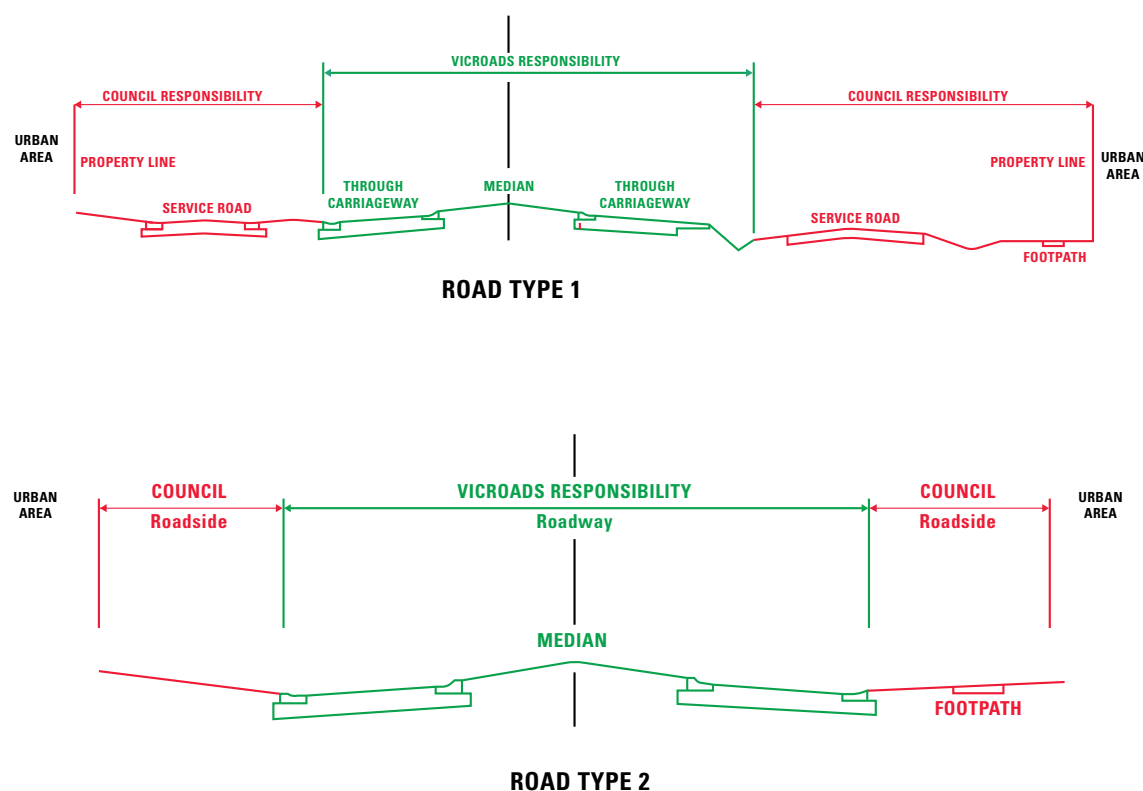 VICROADS RESPONSIBILITY
COUNCIL RESPONSIBILITY
COUNCIL RESPONSIBILITY
URBAN
AREA
PROPERTY LINE
PROPERTY LINE
URBAN
AREA
THROUGH
CARRIAGEWAY
MEDIAN
THROUGH
CARRIAGEWAY
SERVICE ROAD
SERVICE ROAD
FOOTPATH
ROAD TYPE 1
URBAN
AREA
COUNCIL
Roadside
VICROADS RESPONSIBILITY
Roadway
COUNCIL
Roadside
URBAN
AREA
MEDIAN
FOOTPATH
ROAD TYPE 2